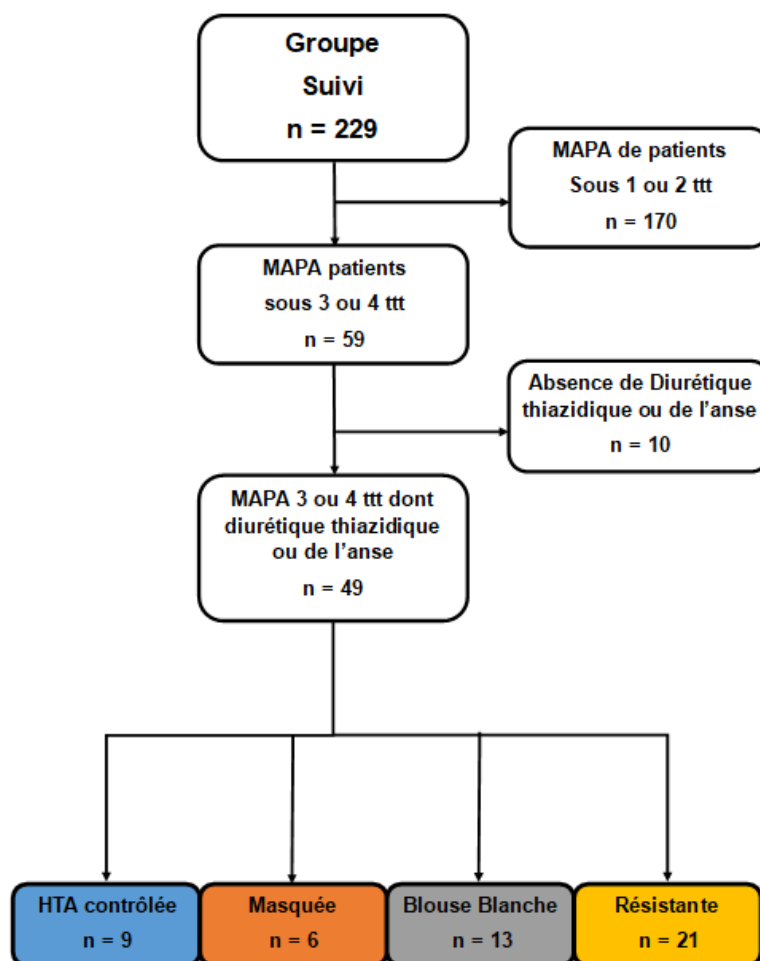 Groupe
Suivi
n = 229
MAPA de patients
Sous 1 ou 2 ttt
n = 170
MAPA patients
sous 3 ou 4 ttt
n = 59
Absence de Diurétique
thiazidique ou de l'anse
n = 10
MAPA 3 ou 4 ttt dont
diurétique thiazidique
ou de l'anse
n = 49
HTA contrôlée
n = 9
Masquée
n = 6
Blouse Blanche
n = 13
Résistante
n = 21